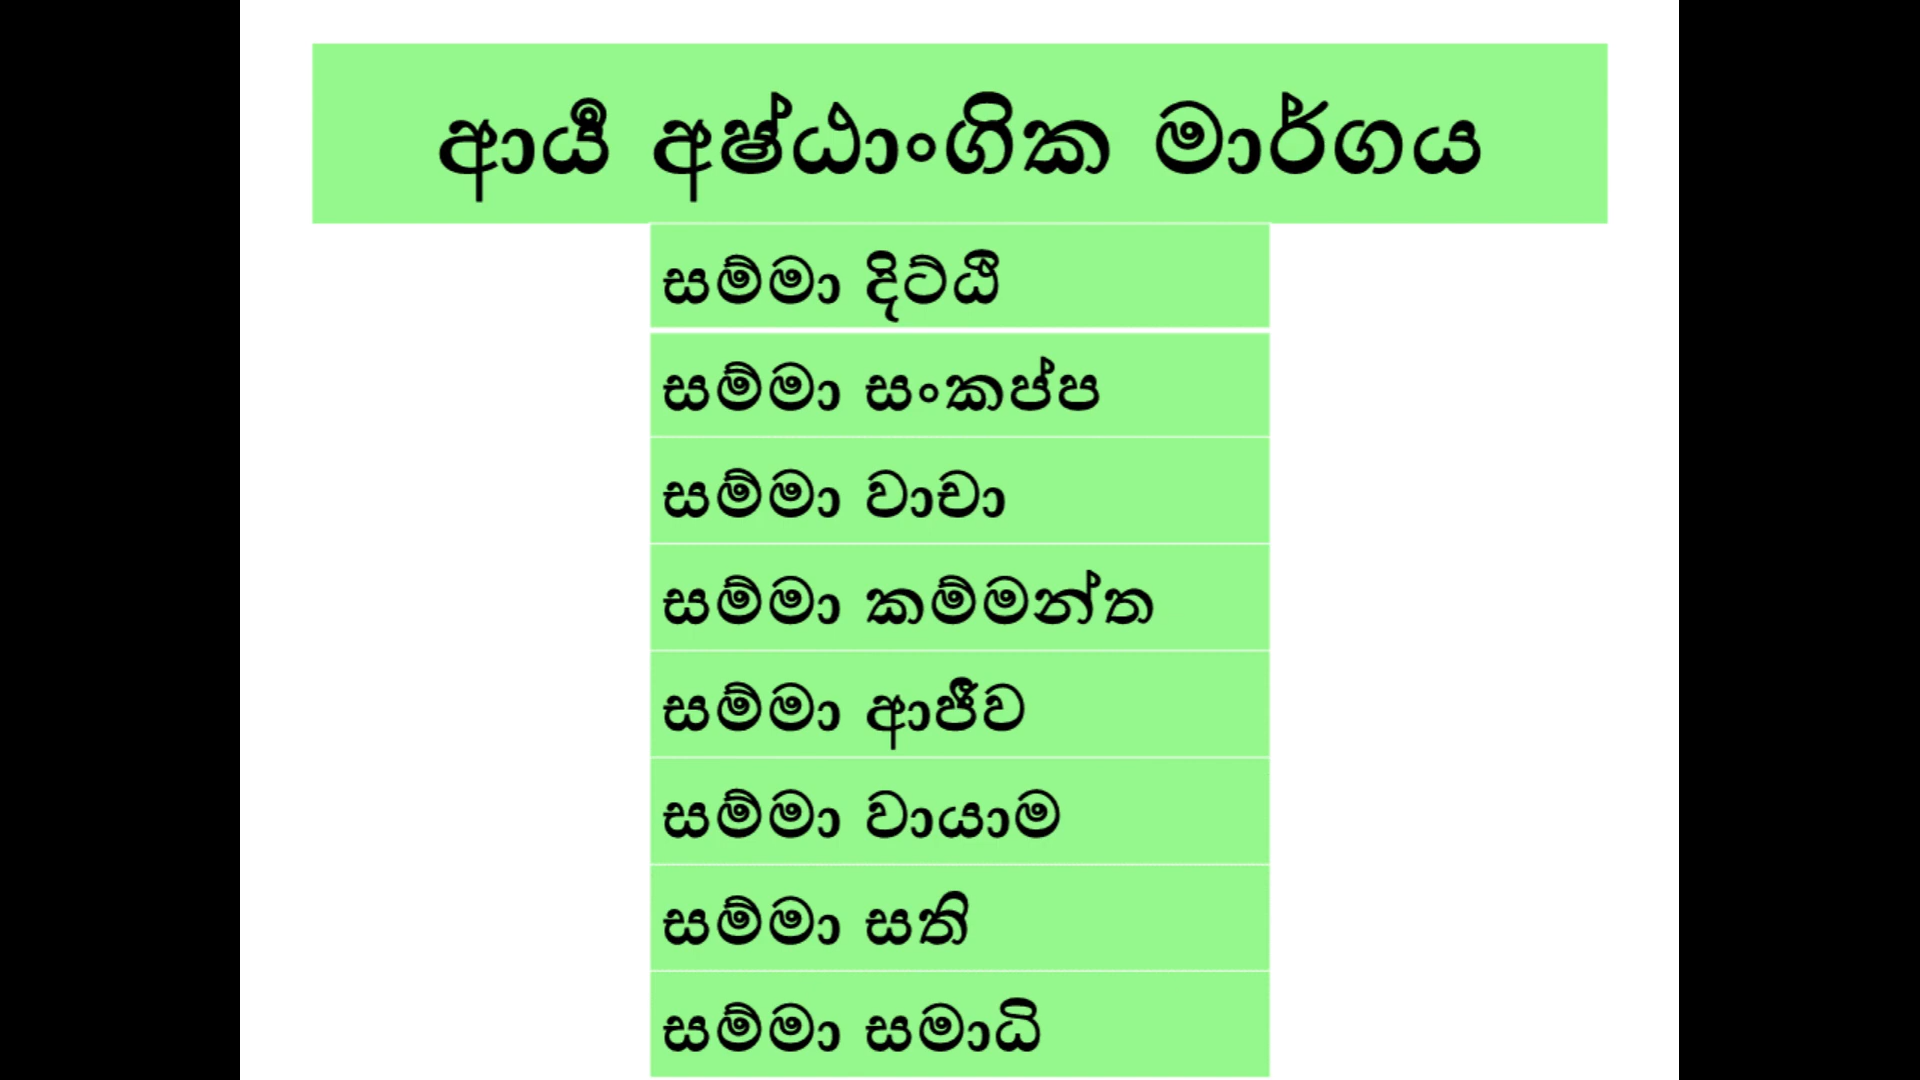 ආර්‍ය අෂ්ඨාංගික මාර්ගය
සම්මා දිට්ඨි
සම්මා සංකප්ප
සම්මා වාචා
සම්මා කම්මන්ත
සම්මා ආජීව
සම්මා වායාම
සම්මා සති
සම්මා සමාධි